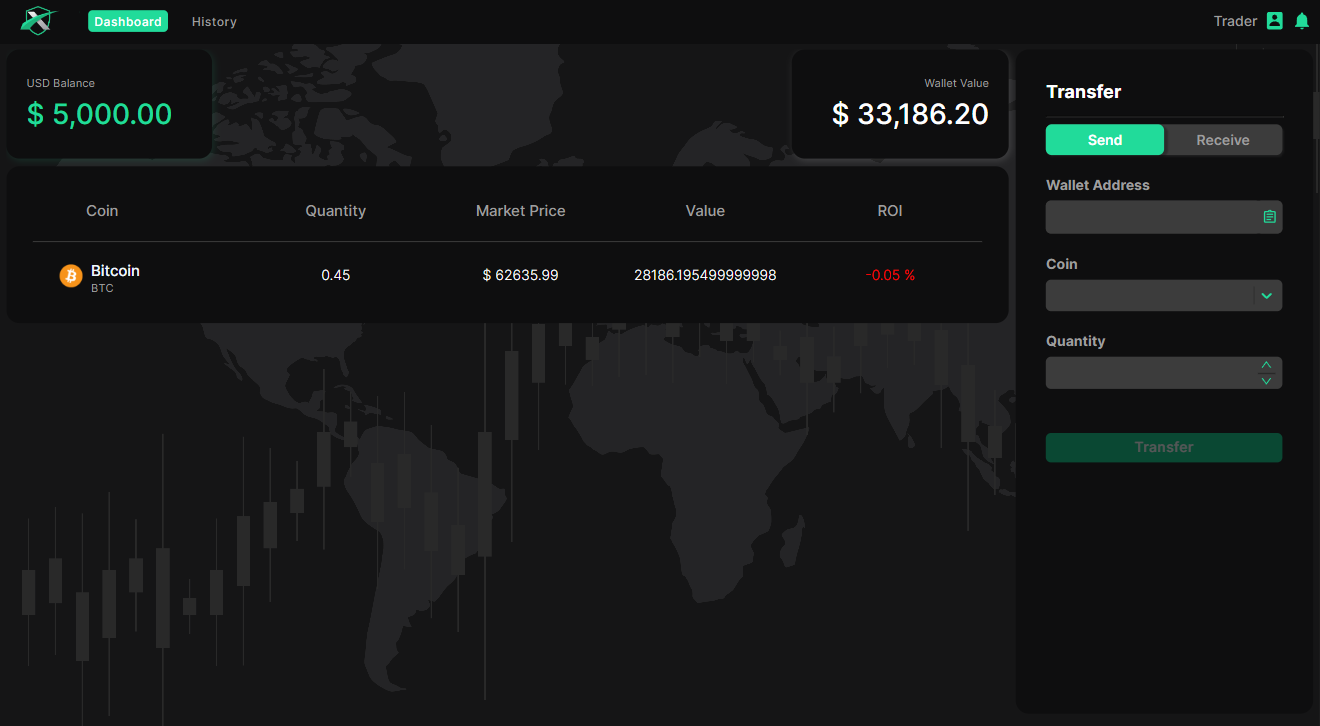 Dashboard
History
Trader
USD Balance
$ 5,000.00
Wallet Value
$ 33,186.20
Coin Quantity Market Price Value ROI
Bitcoin
BTC
0.45 $ 62635.99 28186.195499999998 -0.05 %
Transfer
Send Receive
Wallet Address
Coin
Quantity
Transfer